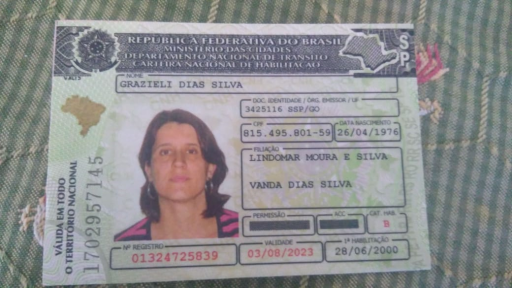 REPÚBLICA FEDERATIVA DO BRASIL
MINISTÉRIO DAS CIDADES
DEPARTAMENTO NACIONAL DE TRÂNSITO
CARTEIRA NACIONAL DE HABILITAÇÃO
SP
NOME
GRAZIELI DIAS SILVA
DOC. IDENTIDADE / ÓRG. EMISSOR / UF
3425116 SSP/GO
CPF
DATA NASCIMENTO
815.495.801-59
26/04/1976
FILIAÇÃO
LINDOMAR MOURA E SILVA
VANDA DIAS SILVA
PERMISSÃO
ACC
CAT. HAB.
B
Nº REGISTRO
VALIDADE
1ª HABILITAÇÃO
01324725839
03/08/2023
28/06/2000
VÁLIDA EM TODO
O TERRITÓRIO NACIONAL
1702957145